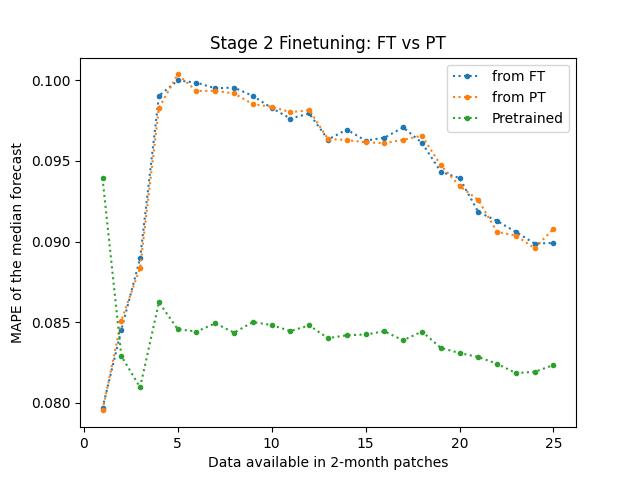 Stage 2 Finetuning: FT vs PT
from FT
from PT
Pretrained
MAPE of the median forecast
0.100
0.095
0.090
0.085
0.080
0 5 10 15 20 25
Data available in 2-month patches